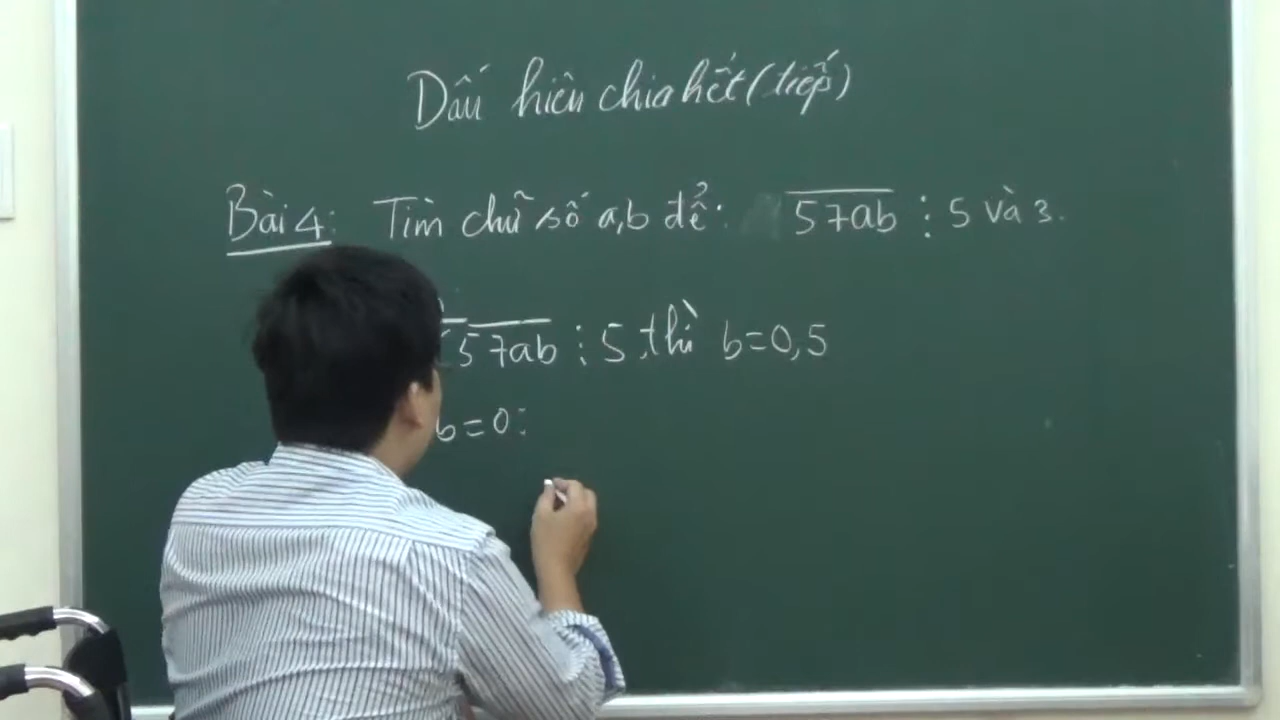 Dấu hiệu chia hết (tiếp)
Bài 4: Tìm chữ số a,b để: 57ab ⋮ 5 và 3.
57ab ⋮ 5, thì b=0,5
b=0: